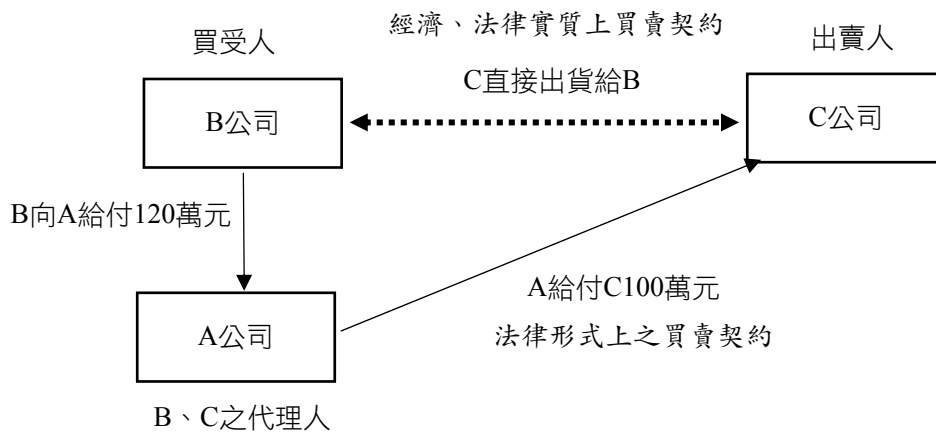 經濟、法律實質上買賣契約
買受人
出賣人
C直接出貨給B
B公司
C公司
B向A給付120萬元
A給付C100萬元
A公司
法律形式上之買賣契約
B、C之代理人